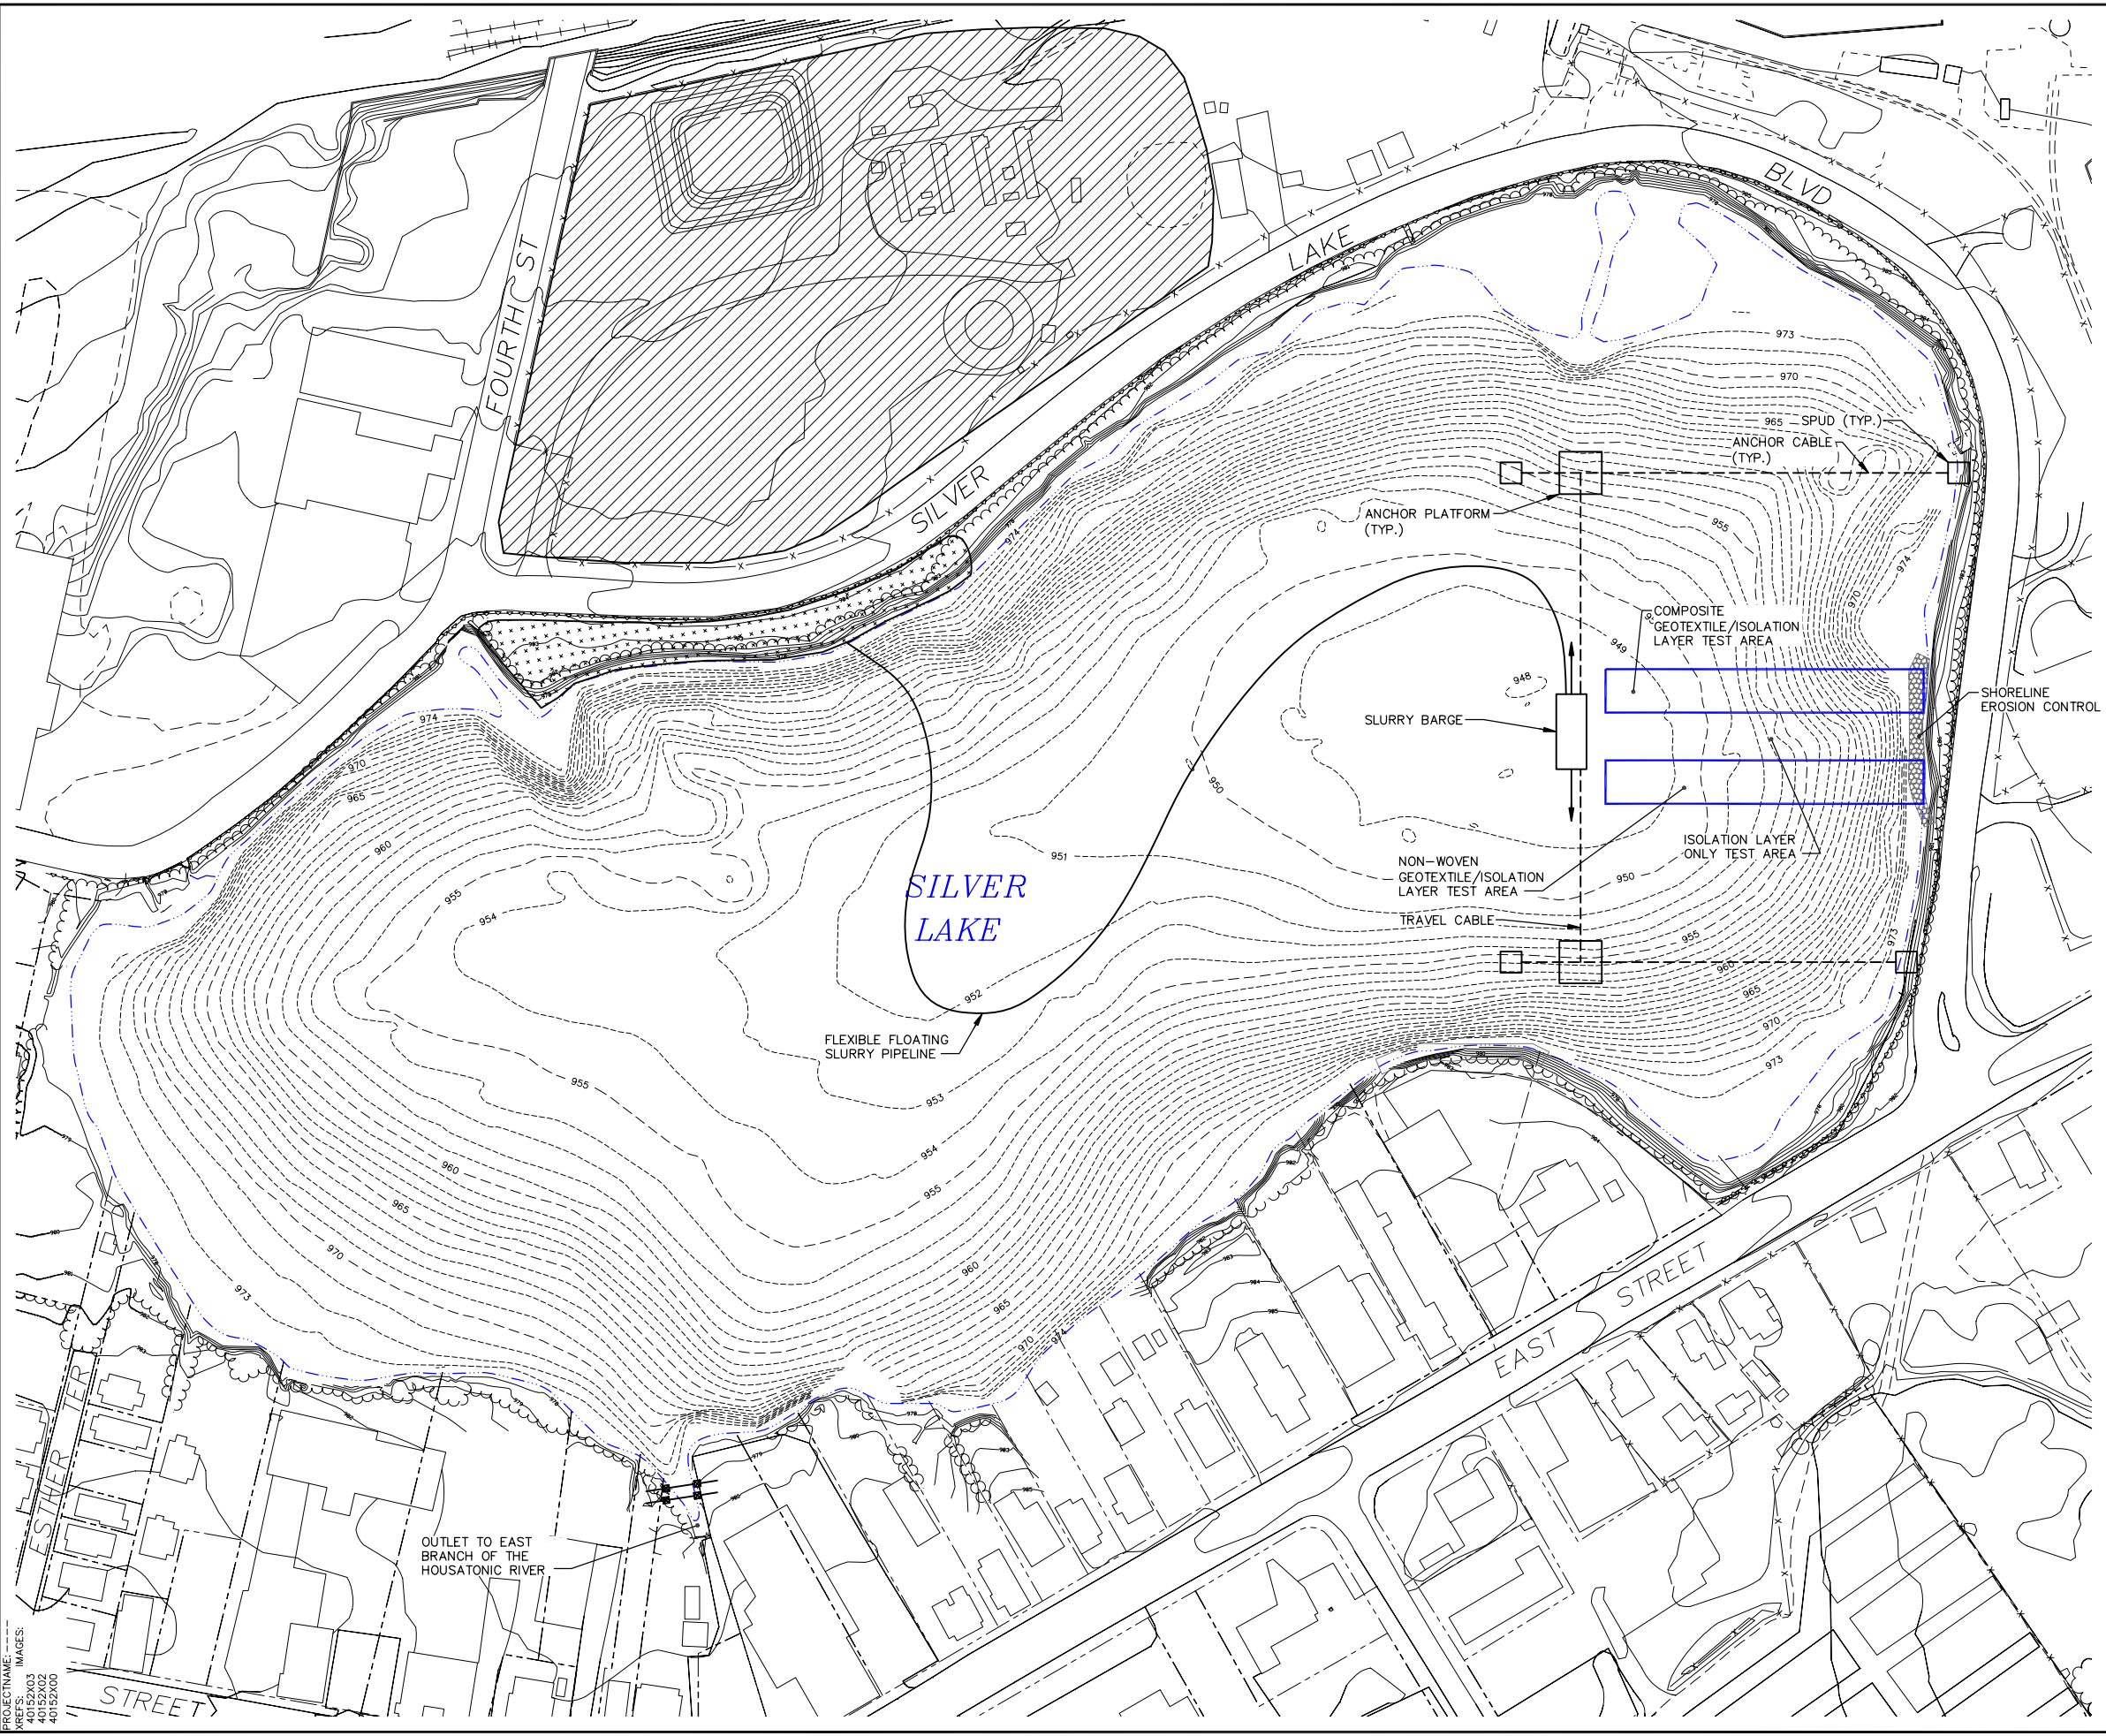 BLVD
LAKE
FOURTH ST
SILVER
973
970
965
SPUD (TYP.)
ANCHOR CABLE
(TYP.)
ANCHOR PLATFORM
(TYP.)
955
974
974
970
COMPOSITE
GEOTEXTILE/ISOLATION
LAYER TEST AREA
949
948
SHORELINE
EROSION CONTROL
SLURRY BARGE
974
970
965
960
950
951
ISOLATION LAYER
ONLY TEST AREA
NON-WOVEN
GEOTEXTILE/ISOLATION
LAYER TEST AREA
950
TRAVEL CABLE
SILVER
LAKE
955
954
955
973
960
965
970
973
952
FLEXIBLE FLOATING
SLURRY PIPELINE
955
953
954
955
960
965
970
973
960
965
970
974
EAST STREET
ESTHER TER
OUTLET TO EAST
BRANCH OF THE
HOUSATONIC RIVER
STREET
PROJECTNAME: ----
XREFS: IMAGES:
40152X03
40152X02
40152X00